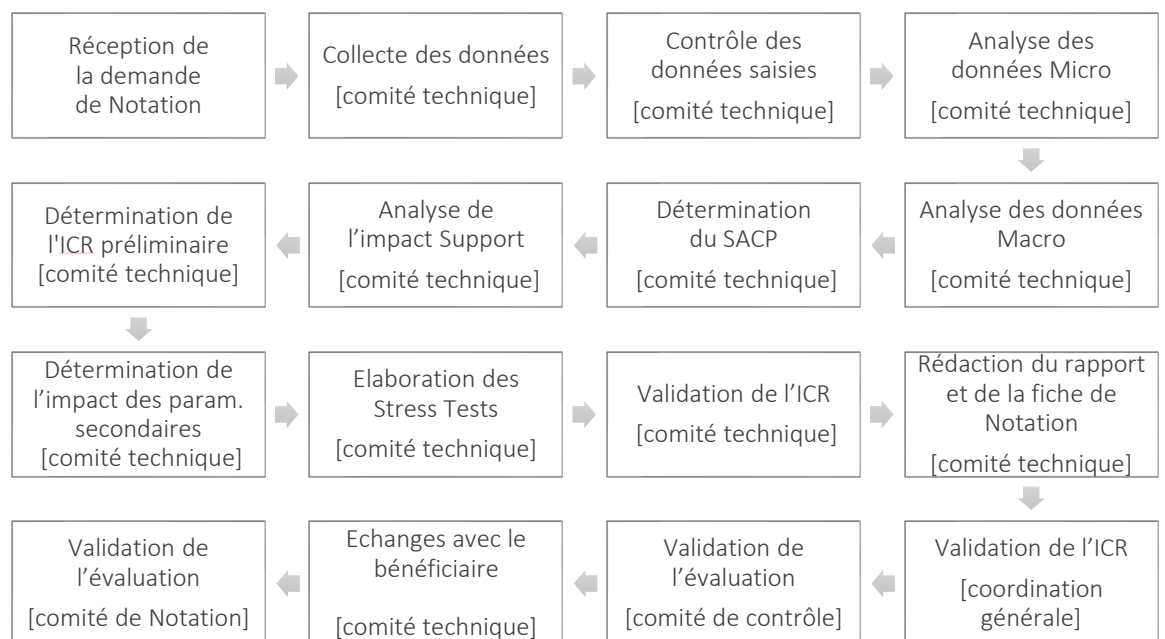 Réception de
la demande
de Notation
Collecte des données
[comité technique]
Contrôle des
données saisies
[comité technique]
Analyse des
données Micro
[comité technique]
Analyse des données
Macro
[comité technique]
Détermination
du SACP
[comité technique]
Analyse de
l’impact Support
[comité technique]
Détermination de
l'ICR préliminaire
[comité technique]
Détermination de
l’impact des param.
secondaires
[comité technique]
Elaboration des
Stress Tests
[comité technique]
Validation de l’ICR
[comité technique]
Rédaction du rapport
et de la fiche de
Notation
[comité technique]
Validation de l’ICR
[coordination
générale]
Validation de
l’évaluation
[comité de contrôle]
Echanges avec le
bénéficiaire
[comité technique]
Validation de
l’évaluation
[comité de Notation]